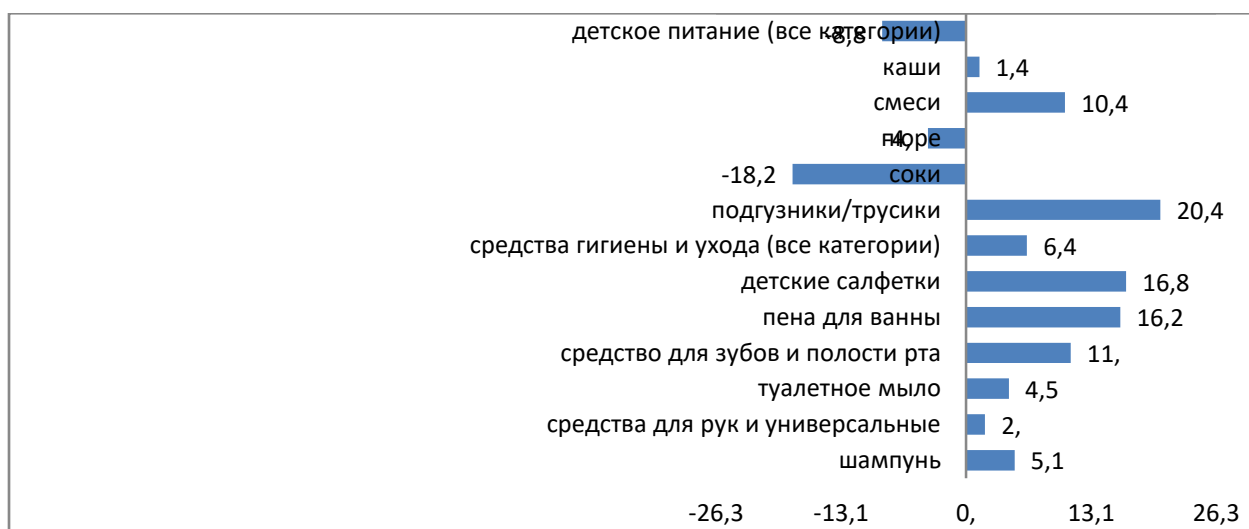 детское питание (все категории) -8,8
каши 1,4
смеси 10,4
пюре -4,
соки -18,2
подгузники/трусики 20,4
средства гигиены и ухода (все категории) 6,4
детские салфетки 16,8
пена для ванны 16,2
средство для зубов и полости рта 11,
туалетное мыло 4,5
средства для рук и универсальные 2,
шампунь 5,1
-26,3 -13,1 0, 13,1 26,3